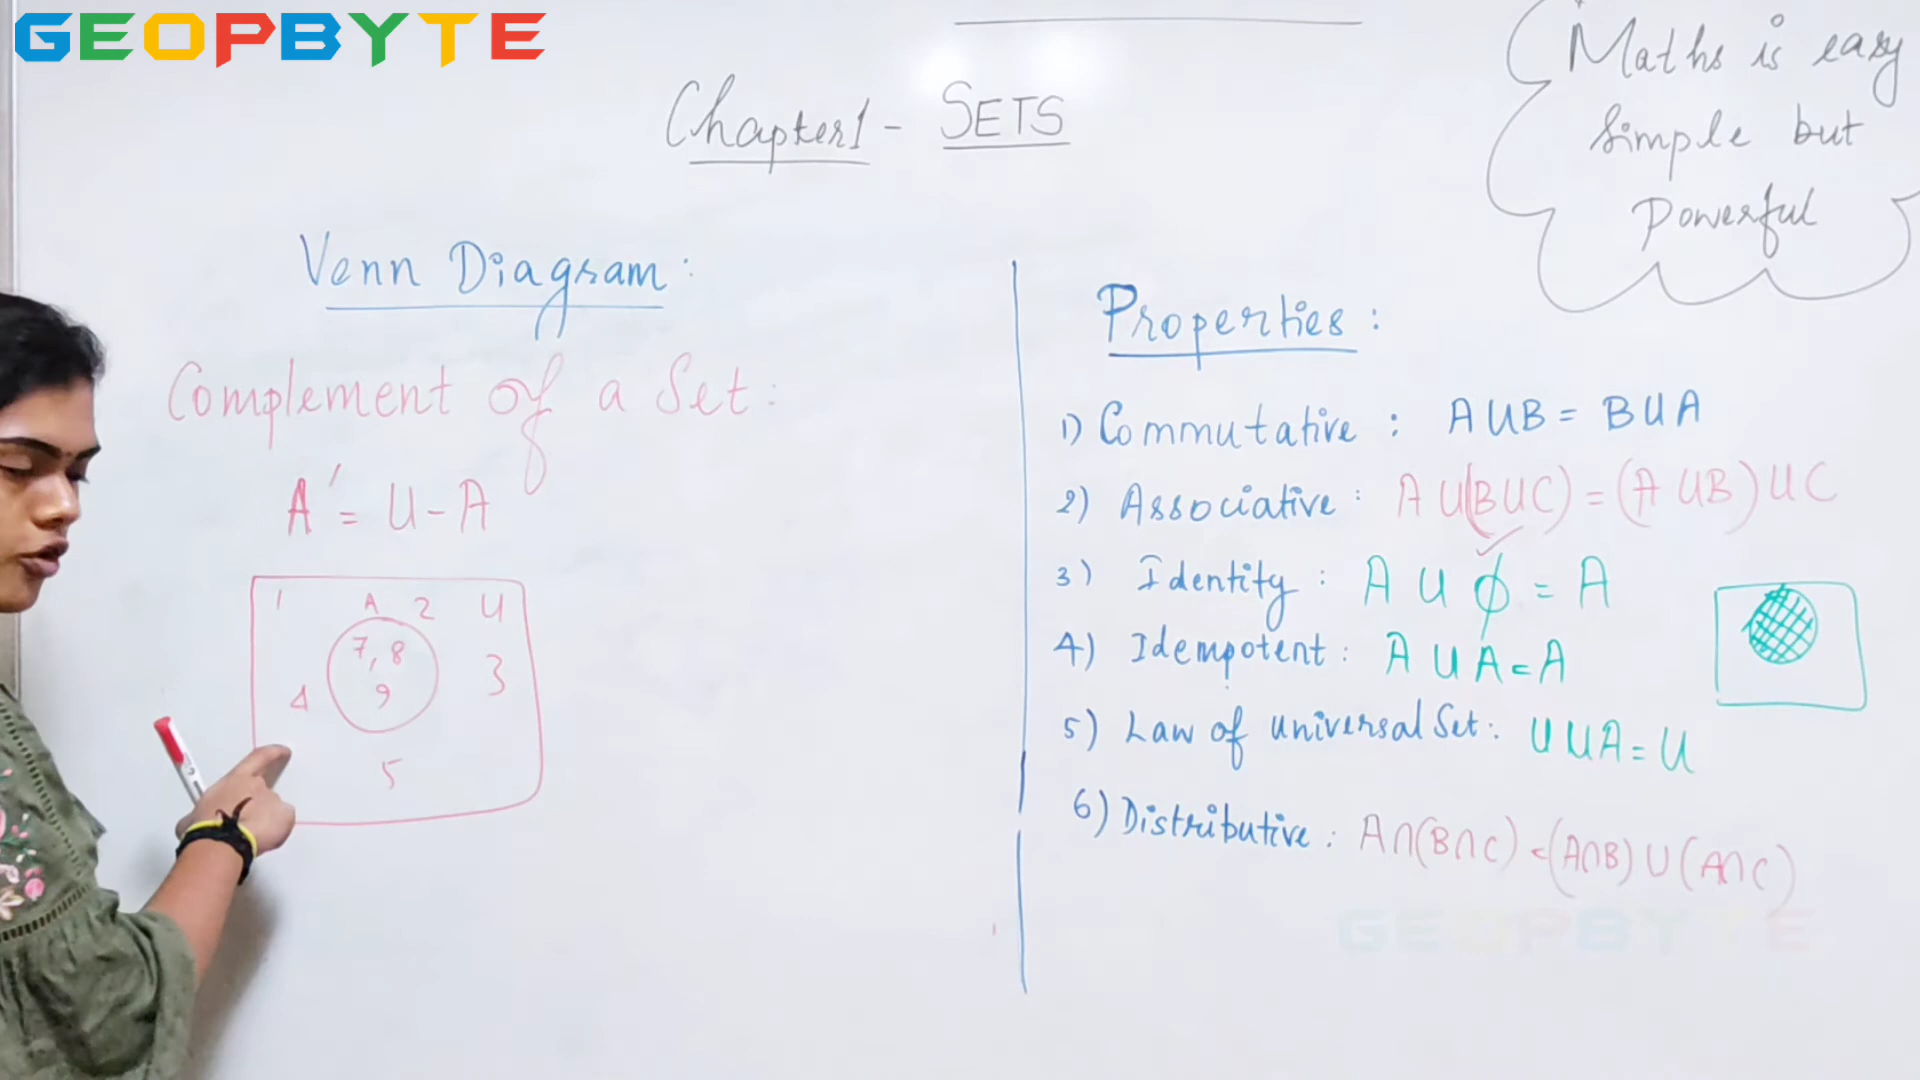 GEOPBYTE
Maths is easy
Simple but
Powerful
Chapter 1 - SETS
Venn Diagram:
Complement of a Set:
A' = U - A
1 A 2 U
7, 8
3
4 9
5
Properties:
1) Commutative : A U B = B U A
2) Associative : A U (B U C) = (A U B) U C
3) Identity : A U ϕ = A
4) Idempotent : A U A = A
5) Law of universal Set : U U A = U
6) Distributive : A ∩ (B ∩ C) = (A ∩ B) U (A ∩ C)
GEOPBYTE